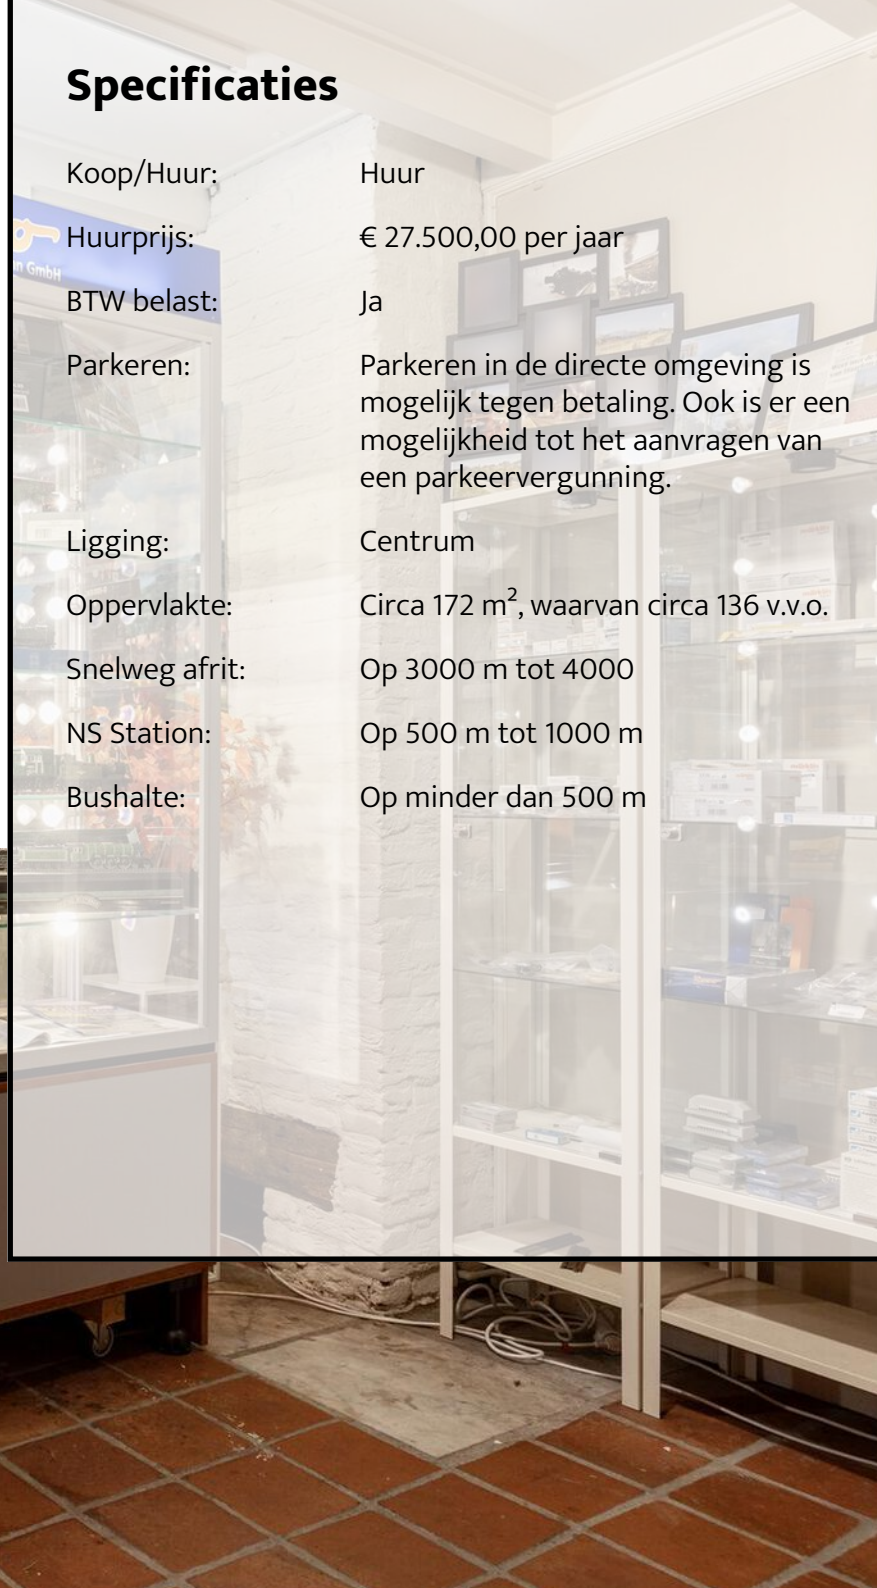 Specificaties
Koop/Huur: Huur
Huurprijs: € 27.500,00 per jaar
n GmbH
BTW belast: Ja
Parkeren: Parkeren in de directe omgeving is
mogelijk tegen betaling. Ook is er een
mogelijkheid tot het aanvragen van
een parkeervergunning.
Ligging: Centrum
Oppervlakte: Circa 172 m², waarvan circa 136 v.v.o.
Snelweg afrit: Op 3000 m tot 4000
NS Station: Op 500 m tot 1000 m
Bushalte: Op minder dan 500 m